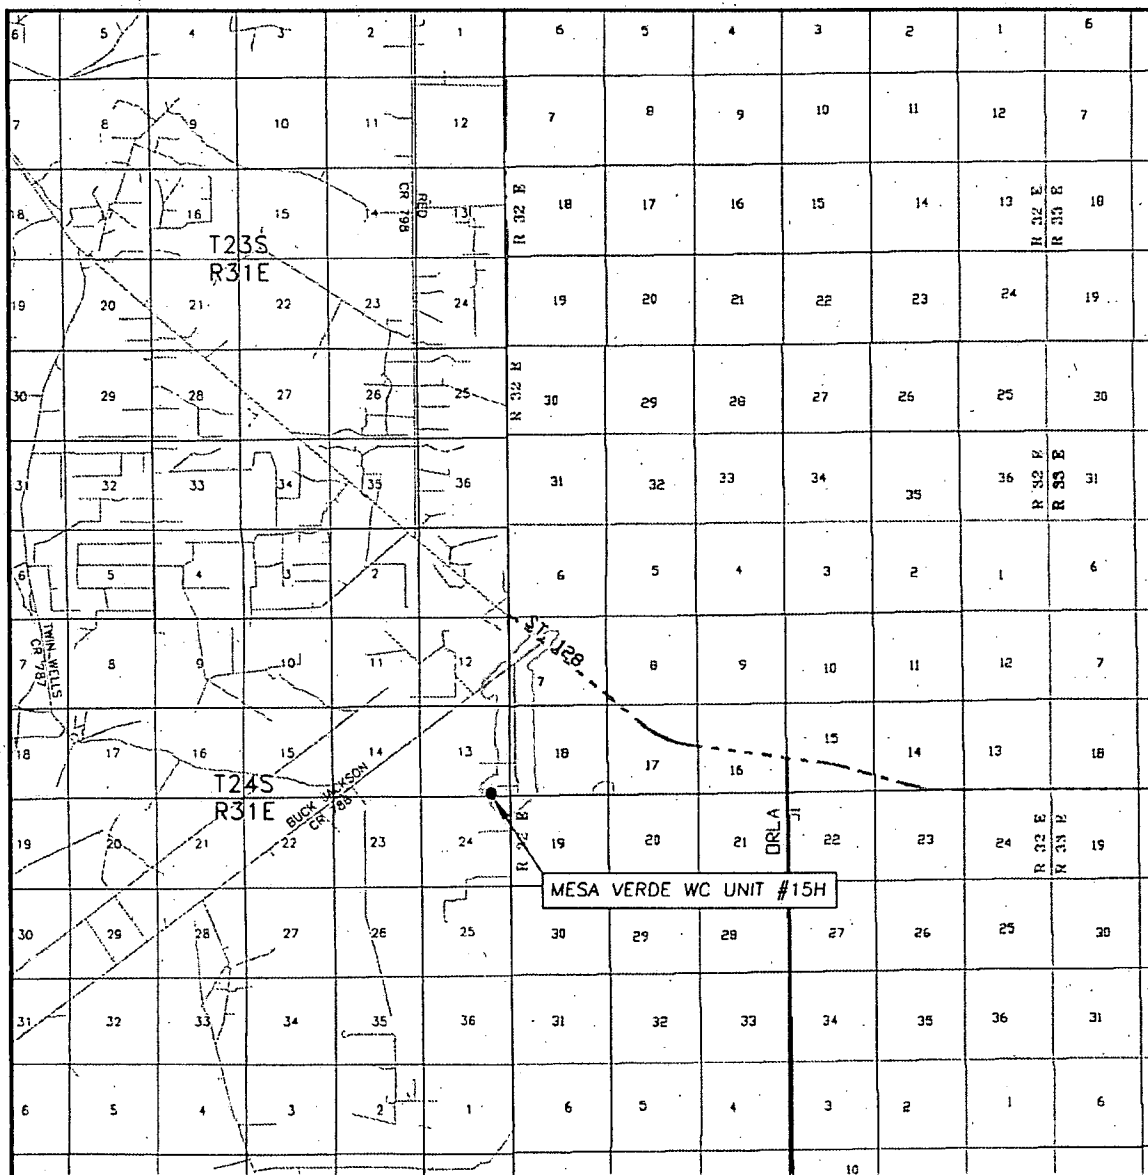 6 5 4 3 2 1 6 5 4 3 2 1 6
7 8 9 10 11 12 7 8 9 10 11 12 7
18 17 16 15 14 13 18 17 16 15 14 13 18
RED
CR 798
R 32 E
R 32 E
R 33 E
T23S
R31E
19 20 21 22 23 24 19 20 21 22 23 24 19
30 29 28 27 26 25 30 29 28 27 26 25 30
R 32 E
31 32 33 34 35 36 31 32 33 34 35 36 31
R 32 E
R 33 E
6 5 4 3 2 6 5 4 3 2 1 6
ST 128
TWIN WELLS
CR 787
7 8 9 10 11 12 7 8 9 10 11 12 7
18 17 16 15 14 13 18 17 16 15 14 13 18
T24S
R31E
BUCK JACKSON
CR 788
19 20 21 22 23 24 19 20 21 22 23 24 19
R 32 E
ORLA
R 32 E
R 33 E
MESA VERDE WC UNIT #15H
30 29 28 27 26 25 30 29 28 27 26 25 30
31 32 33 34 35 36 31 32 33 34 35 36 31
6 5 4 3 2 1 6 5 4 3 2 1 6
10